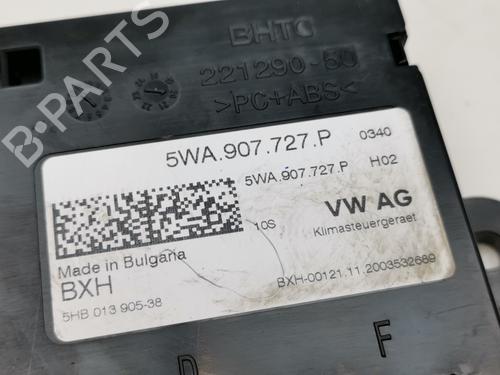 BHTC
221290-50
>PC+ABS<
B-PARTS
5WA.907.727.P 0340
5WA.907.727.P H02
10S VW AG
Klimasteuergeraet
Made in Bulgaria
BXH BXH-00121.11.2003532689
5HB 013 905-38
D F